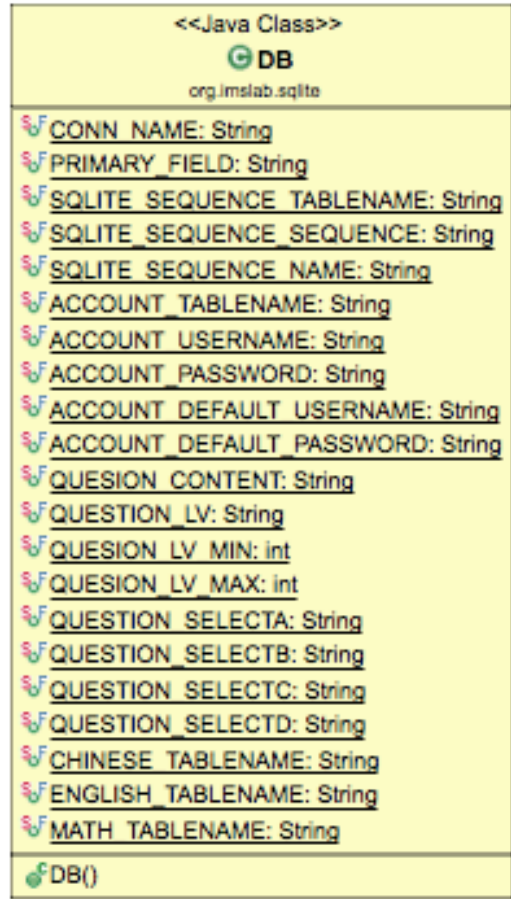 <<Java Class>>
DB
org.imslab.sqlite
CONN_NAME: String
PRIMARY_FIELD: String
SQLITE_SEQUENCE_TABLENAME: String
SQLITE_SEQUENCE_SEQUENCE: String
SQLITE_SEQUENCE_NAME: String
ACCOUNT_TABLENAME: String
ACCOUNT_USERNAME: String
ACCOUNT_PASSWORD: String
ACCOUNT_DEFAULT_USERNAME: String
ACCOUNT_DEFAULT_PASSWORD: String
QUESION_CONTENT: String
QUESTION_LV: String
QUESION_LV_MIN: int
QUESION_LV_MAX: int
QUESTION_SELECTA: String
QUESTION_SELECTB: String
QUESTION_SELECTC: String
QUESTION_SELECTD: String
CHINESE_TABLENAME: String
ENGLISH_TABLENAME: String
MATH_TABLENAME: String
DB()